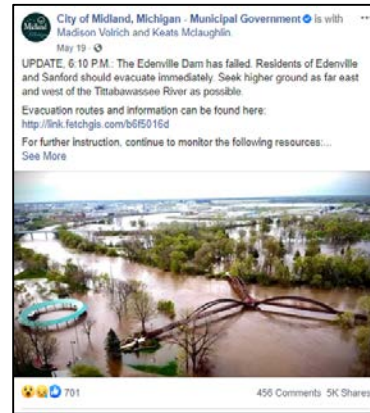 City of Midland, Michigan - Municipal Government is with
Madison Volrich and Keats Mclaughlin.
May 19 ·
UPDATE, 6:10 P.M.: The Edenville Dam has failed. Residents of Edenville
and Sanford should evacuate immediately. Seek higher ground as far east
and west of the Tittabawassee River as possible.
Evacuation routes and information can be found here:
http://link.fetchgis.com/b6f5016d
For further instruction, continue to monitor the following resources:...
See More
701
456 Comments 5K Shares